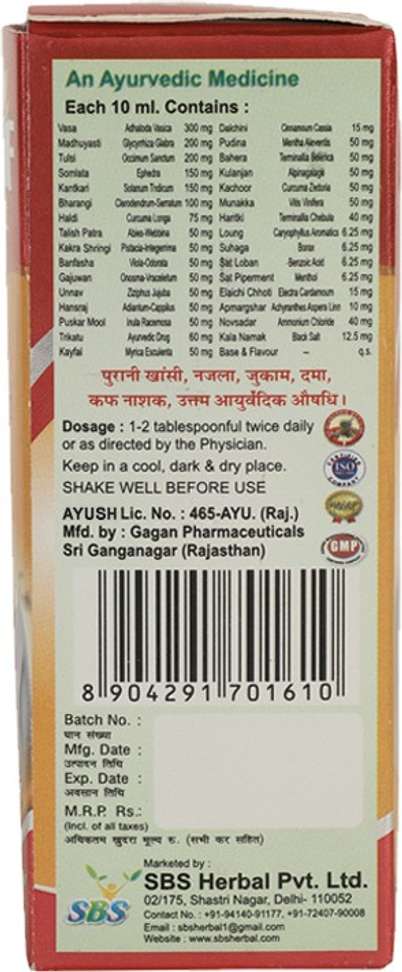 An Ayurvedic Medicine
Each 10 ml. Contains :
Vasa Adhatoda Vasica 300 mg Dalchini Cinnamoum Cassia 15 mg
Madhuyasti Glycyrrhiza Glabra 200 mg Pudina Mentha Alevendis 50 mg
Tulsi Occimum Sanctum 200 mg Bahera Terminalia Belerica 50 mg
Somlata Ephedra 150 mg Kulanjan Alpinagalagle 50 mg
Kantkari Solanum Tridicum 150 mg Kachoor Curcuma Zedoria 50 mg
Bharangi Clerodendrum-Serratum 100 mg Munakka Vitis Vinifera 50 mg
Haldi Curcuma Longa 75 mg Haritki Terminalia Chebula 40 mg
Talish Patra Abies-Webbina 50 mg Loung Caryophyllus Aromatics 6.25 mg
Kakra Shringi Pistacia-Integerrima 50 mg Suhaga Borax 6.25 mg
Banfasha Viola-Odorata 50 mg Sat Loban Benzoic Acid 6.25 mg
Gajuwan Onosma-Vraceletum 50 mg Sat Piperment Menthol 6.25 mg
Unnav Ziziphus Jujuba 50 mg Elaichi Chhoti Electra Cardamoum 15 mg
Hansraj Adiantum-Cappilus 50 mg Apmargshar Achyranthes Aspera Linn 10 mg
Puskar Mool Inula Racemosa 50 mg Novsadar Ammonium Chloride 40 mg
Trikatu Ayurvedic Drug 60 mg Kala Namak Black Salt 12.5 mg
Kayfal Myrica Esculenta 50 mg Base & Flavour – q.s.
पुरानी खांसी, नजला, जुकाम, दमा,
कफ नाशक, उत्तम आयुर्वेदिक औषधि।
Dosage : 1-2 tablespoonful twice daily
or as directed by the Physician.
Keep in a cool, dark & dry place.
SHAKE WELL BEFORE USE
CERTIFIED
ISO
COMPANY
AYUSH Lic. No. : 465-AYU. (Raj.)
Mfd. by : Gagan Pharmaceuticals
Sri Ganganagar (Rajasthan)
GMP
8 904291 701610
Batch No. :
घान संख्या
Mfg. Date :
उत्पादन तिथि
Exp. Date :
अवसान तिथि
M.R.P. Rs.:
(Incl. of all taxes)
अधिकतम खुदरा मूल्य रु. (सभी कर सहित)
Marketed by :
SBS Herbal Pvt. Ltd.
02/175, Shastri Nagar, Delhi- 110052
SBS
Contact No. : +91-94140-91177, +91-72407-90008
Email : sbsherbal1@gmail.com
Website : www.sbsherbal.com